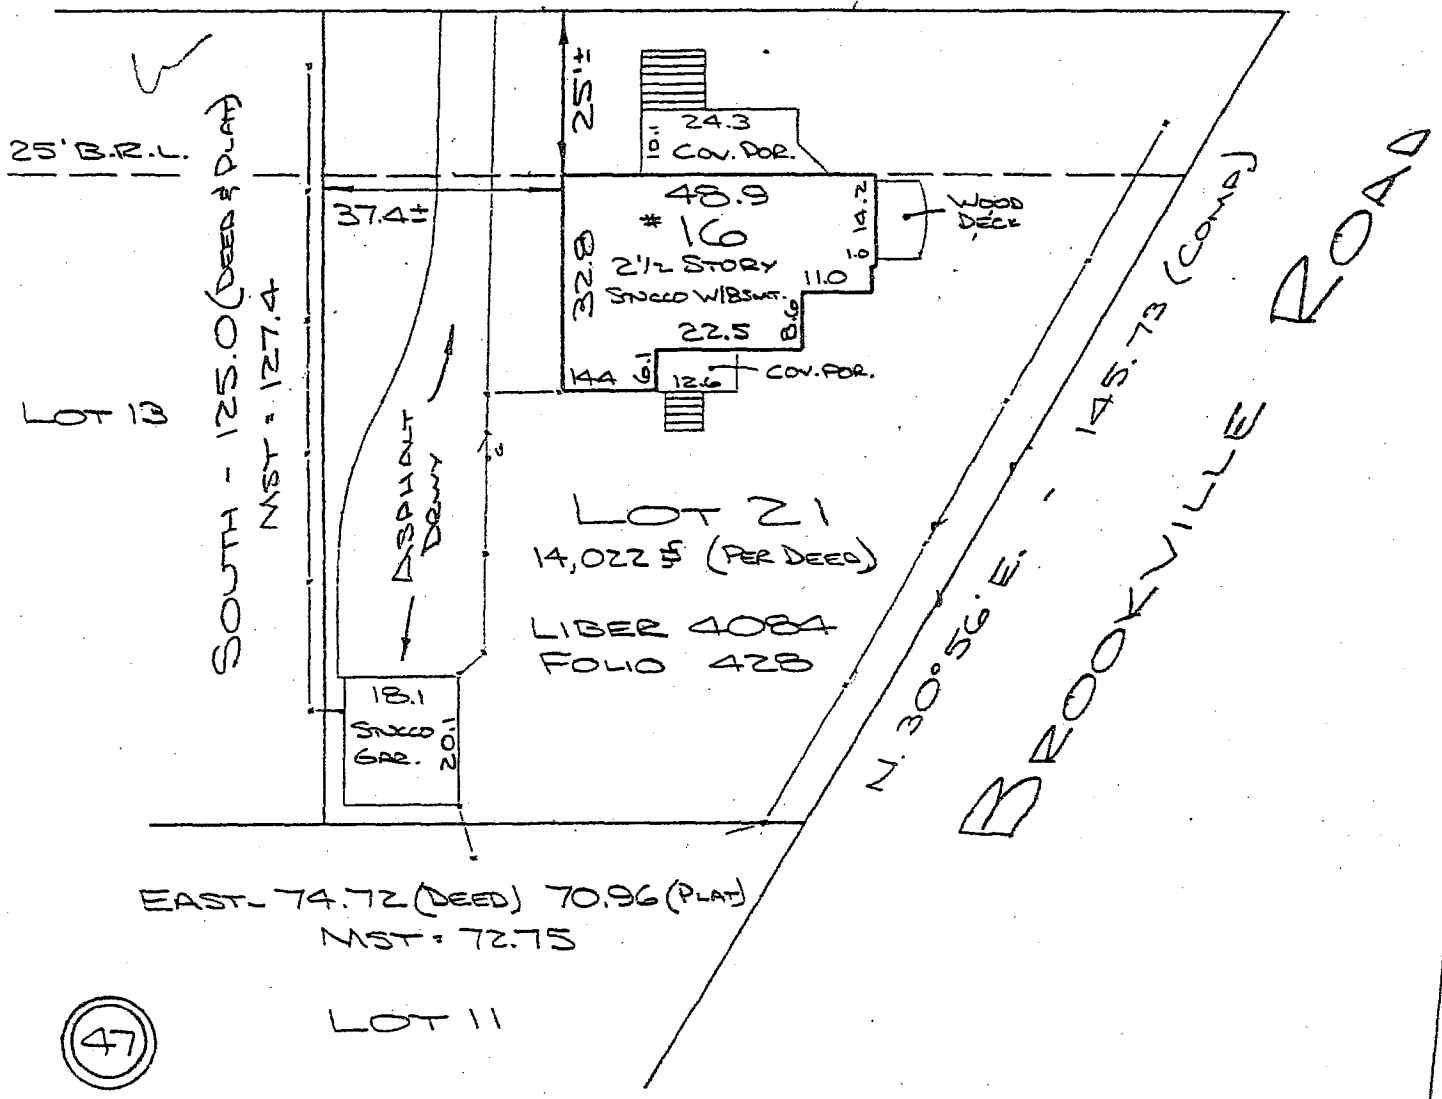 25'±
24.3
10.1
COV. POR.
25' B.R.L.
SOUTH - 125.0 (DEED & PLAT)
MST = 127.4
37.4±
48.9
#16
2 1/2 STORY
STUCCO W/BSMT.
32.8
14.2
WOOD
DECK
11.0
8.6
22.5
14.4
6.1
12.6
COV. POR.
LOT 13
ASPHALT
DRWY
LOT 21
14,022 SF (PER DEED)
LIBER 4084
FOLIO 428
N. 30° 56' E. - 145.73 (COMP)
BROOKVILLE ROAD
18.1
STUCCO
GAR.
20.1
EAST - 74.72 (DEED) 70.96 (PLAT)
MST = 72.75
LOT 11
47